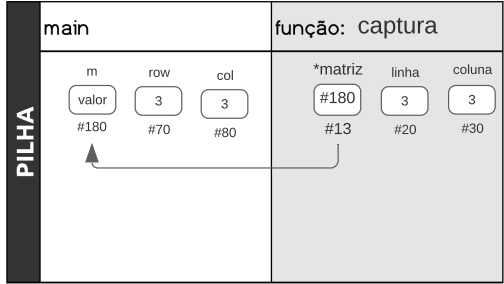 PILHA
main
função: captura
m row col
valor 3 3
#180 #70 #80
*matriz linha coluna
#180 3 3
#13 #20 #30